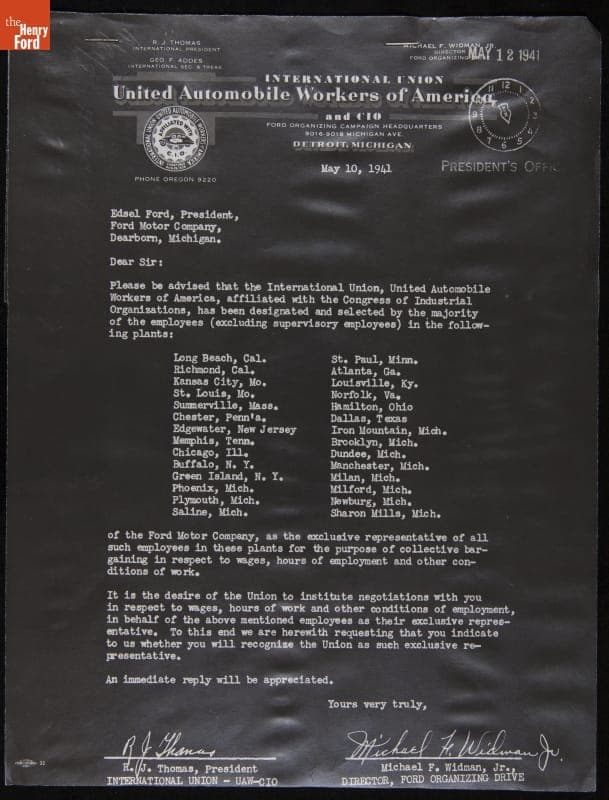 the
Henry
Ford
R. J. THOMAS
INTERNATIONAL PRESIDENT
GEO. F. ADDES
INTERNATIONAL SEC. & TREAS.
MICHAEL F. WIDMAN, JR.
DIRECTOR
FORD ORGANIZING
MAY 12 1941
INTERNATIONAL UNION
United Automobile Workers of America
and CIO
FORD ORGANIZING CAMPAIGN HEADQUARTERS
9016-9018 MICHIGAN AVE.
DETROIT, MICHIGAN
PHONE OREGON 9220
PRESIDENT'S OFFIC
May 10, 1941
Edsel Ford, President,
Ford Motor Company,
Dearborn, Michigan.
Dear Sir:
Please be advised that the International Union, United Automobile
Workers of America, affiliated with the Congress of Industrial
Organizations, has been designated and selected by the majority
of the employees (excluding supervisory employees) in the follow-
ing plants:
Long Beach, Cal. St. Paul, Minn.
Richmond, Cal. Atlanta, Ga.
Kansas City, Mo. Louisville, Ky.
St. Louis, Mo. Norfolk, Va.
Summerville, Mass. Hamilton, Ohio
Chester, Penn'a. Dallas, Texas
Edgewater, New Jersey Iron Mountain, Mich.
Memphis, Tenn. Brooklyn, Mich.
Chicago, Ill. Dundee, Mich.
Buffalo, N. Y. Manchester, Mich.
Green Island, N. Y. Milan, Mich.
Phoenix, Mich. Milford, Mich.
Plymouth, Mich. Newburg, Mich.
Saline, Mich. Sharon Mills, Mich.
of the Ford Motor Company, as the exclusive representative of all
such employees in these plants for the purpose of collective bar-
gaining in respect to wages, hours of employment and other con-
ditions of work.
It is the desire of the Union to institute negotiations with you
in respect to wages, hours of work and other conditions of employment,
in behalf of the above mentioned employees as their exclusive repres-
entative. To this end we are herewith requesting that you indicate
to us whether you will recognize the Union as such exclusive re-
presentative.
An immediate reply will be appreciated.
Yours very truly,
R J Thomas Michael F. Widman Jr.
R. J. Thomas, President Michael F. Widman, Jr.,
INTERNATIONAL UNION - UAW-CIO DIRECTOR, FORD ORGANIZING DRIVE